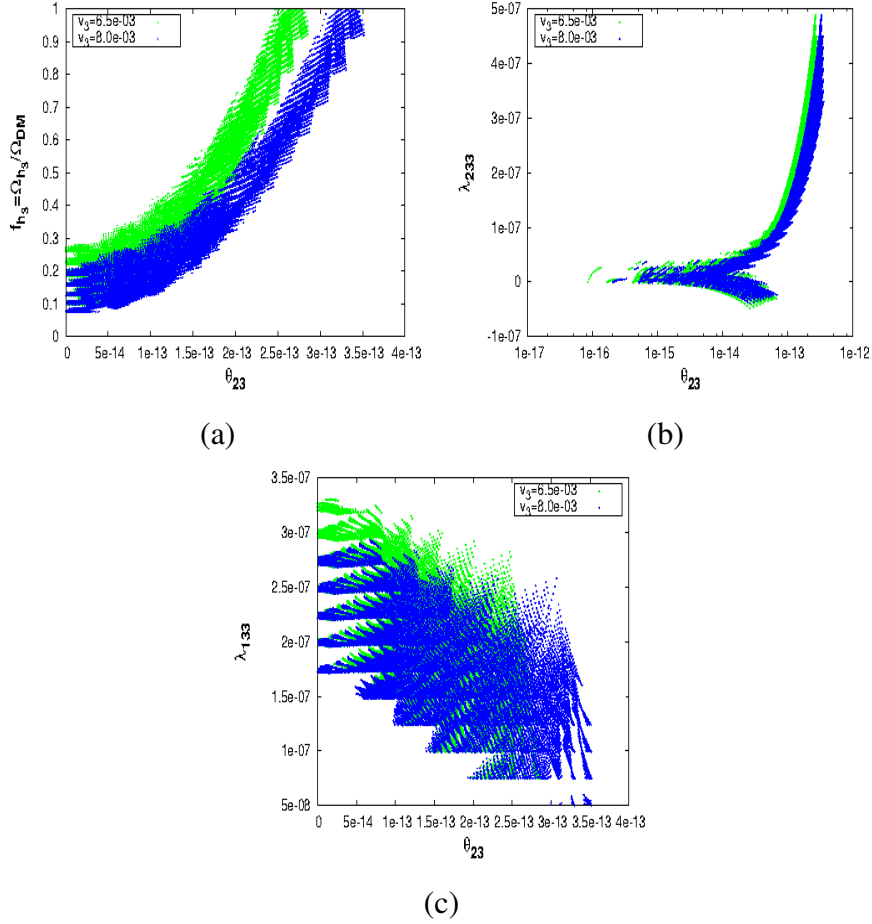 v3=6.5e-03
v3=8.0e-03
1
0.9
0.8
0.7
0.6
0.5
0.4
0.3
0.2
0.1
0
fh3=Ωh3/ΩDM
0 5e-14 1e-13 1.5e-13 2e-13 2.5e-13 3e-13 3.5e-13 4e-13
θ23
(a)
v3=6.5e-03
v3=8.0e-03
5e-07
4e-07
3e-07
2e-07
1e-07
0
-1e-07
λ233
1e-17 1e-16 1e-15 1e-14 1e-13 1e-12
θ23
(b)
v3=6.5e-03
v3=8.0e-03
3.5e-07
3e-07
2.5e-07
2e-07
1.5e-07
1e-07
5e-08
λ133
0 5e-14 1e-13 1.5e-13 2e-13 2.5e-13 3e-13 3.5e-13 4e-13
θ23
(c)